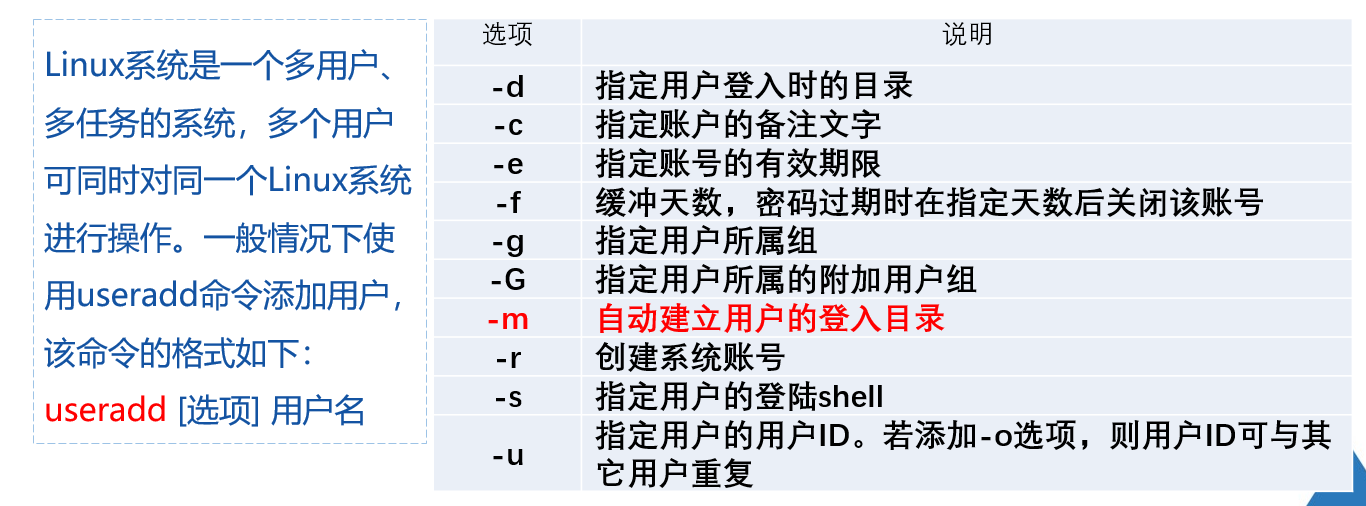 Linux系统是一个多用户、
多任务的系统，多个用户
可同时对同一个Linux系统
进行操作。一般情况下使
用useradd命令添加用户，
该命令的格式如下：
useradd [选项] 用户名
选项 说明
-d 指定用户登入时的目录
-c 指定账户的备注文字
-e 指定账号的有效期限
-f 缓冲天数，密码过期时在指定天数后关闭该账号
-g 指定用户所属组
-G 指定用户所属的附加用户组
-m 自动建立用户的登入目录
-r 创建系统账号
-s 指定用户的登陆shell
-u 指定用户的用户ID。若添加-o选项，则用户ID可与其
它用户重复